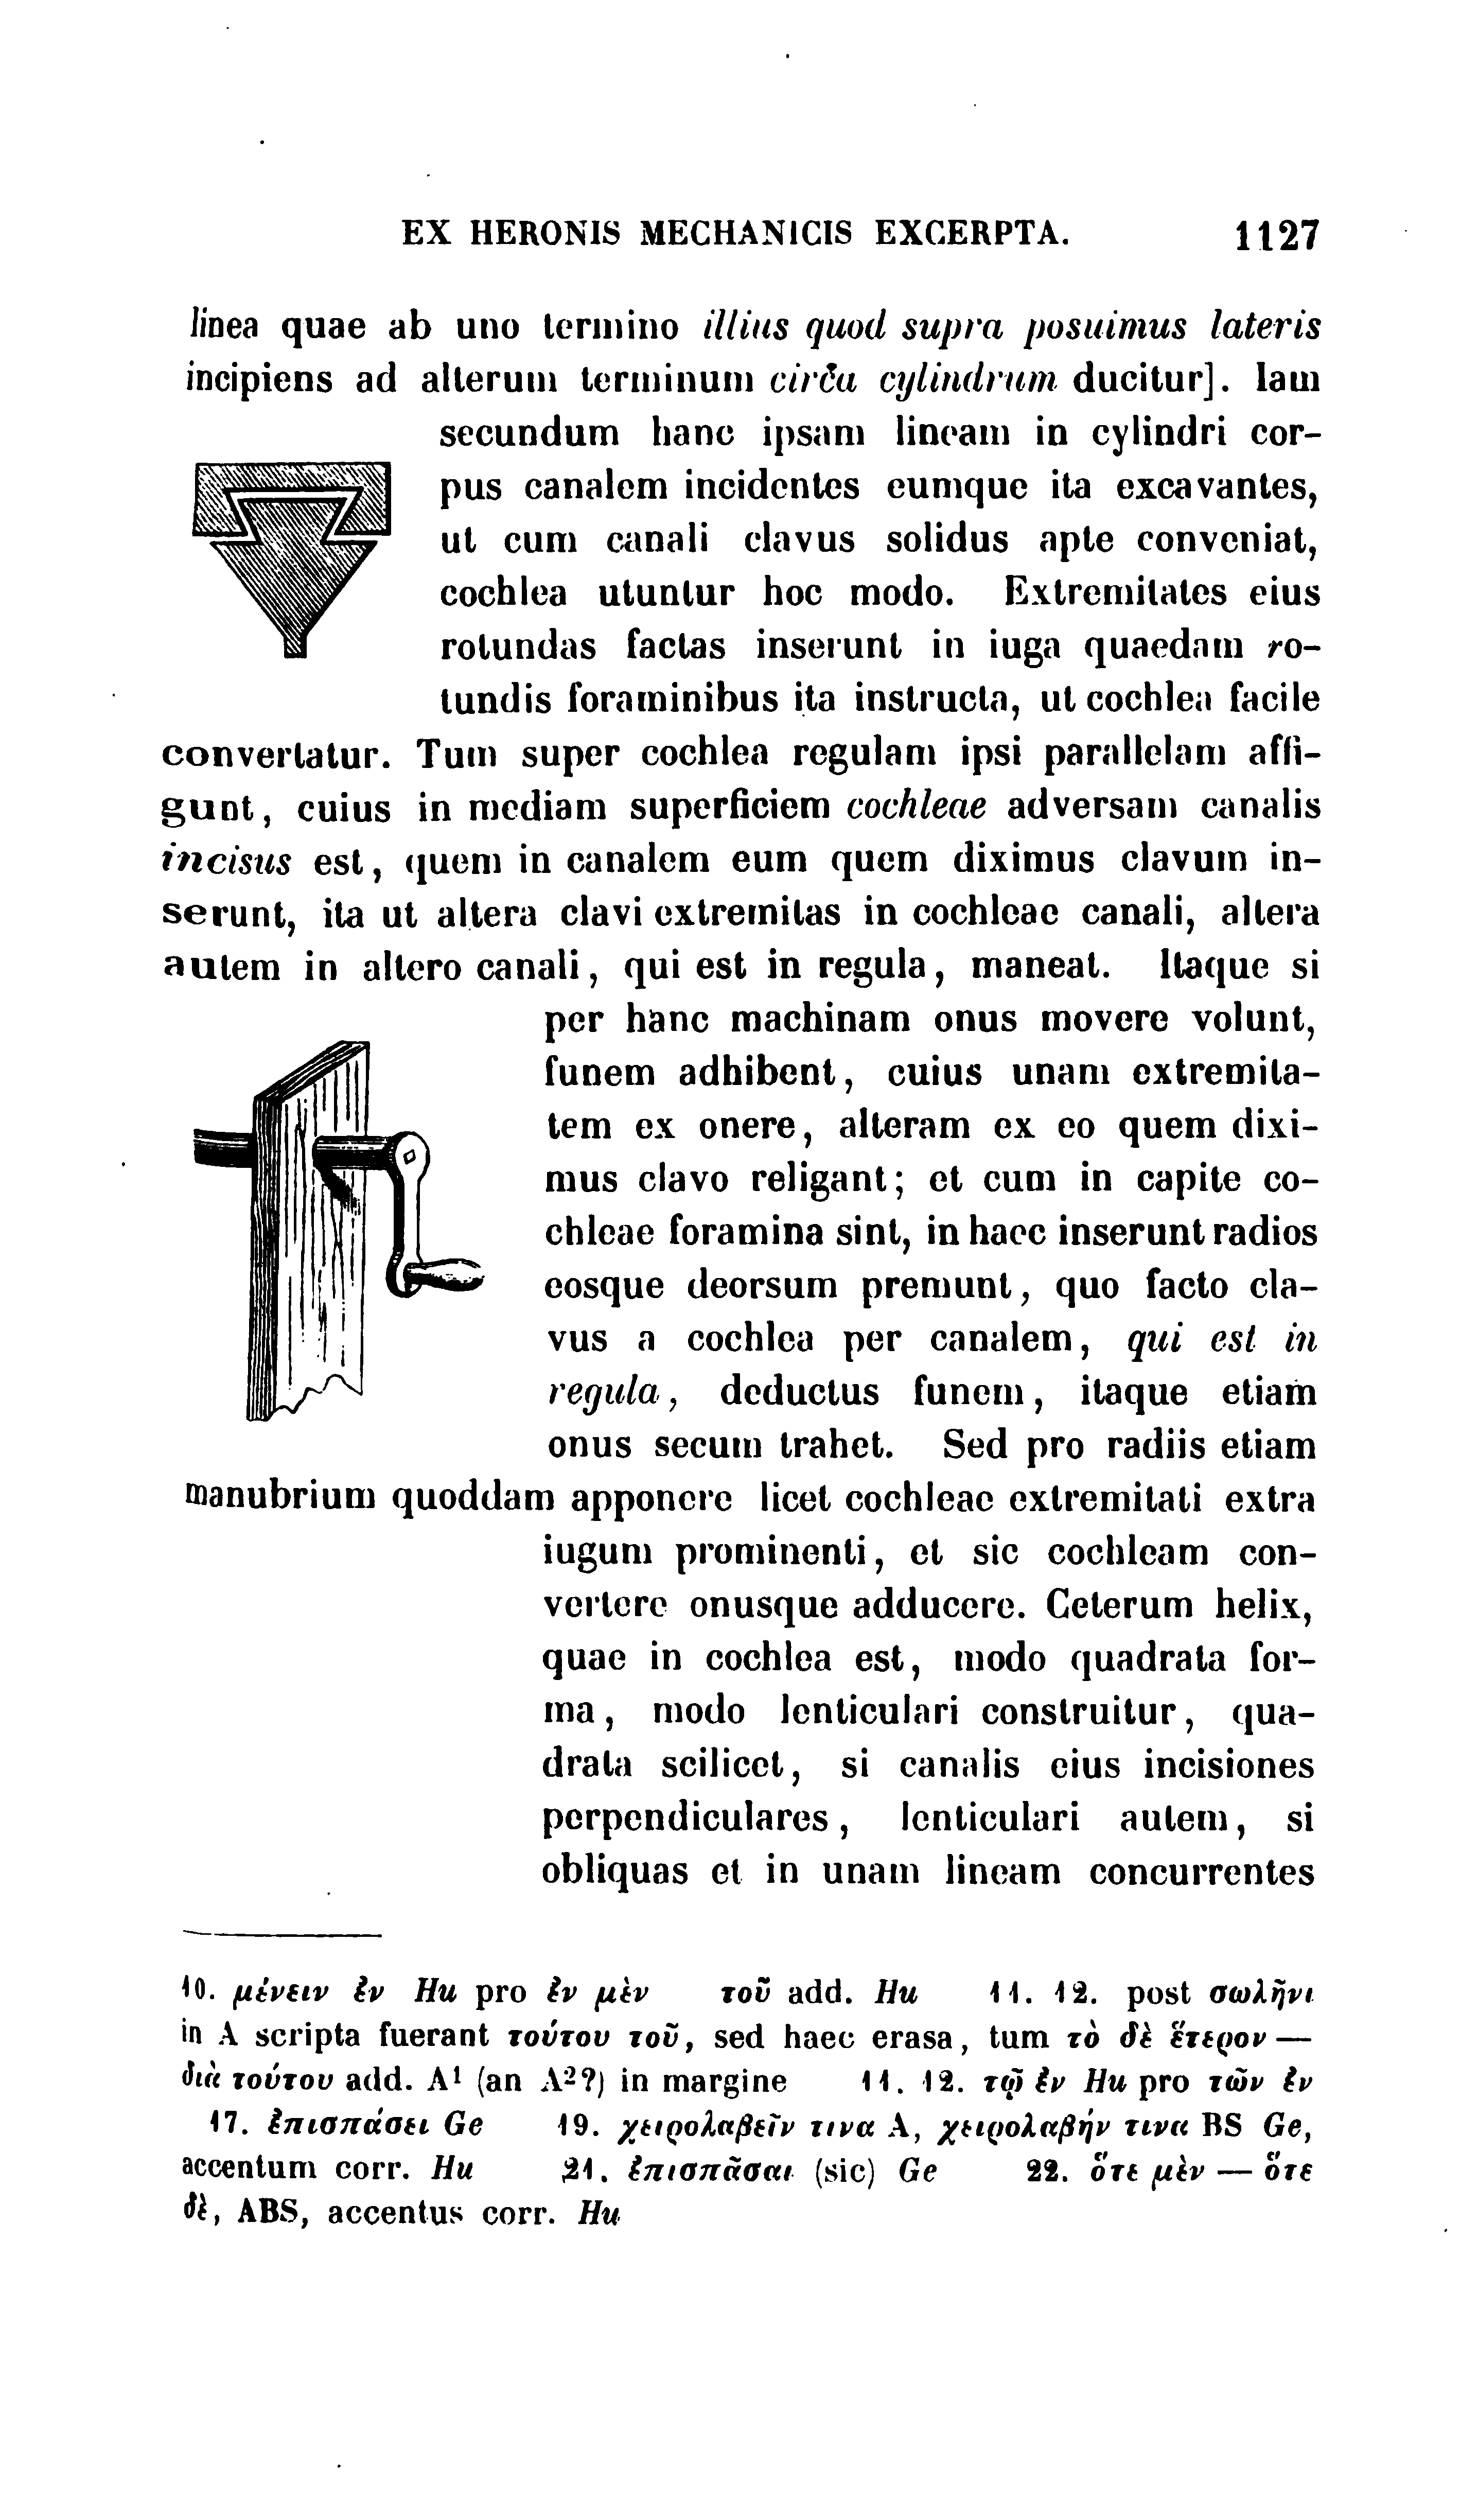 EX HERONIS MECHANICIS EXCERPTA. 1127
linea quae ab uno termino illius quod supra posuimus lateris
incipiens ad alterum terminum circa cylindrum ducitur]. Iam
secundum hanc ipsam lineam in cylindri cor-
pus canalem incidentes eumque ita excavantes,
ut cum canali clavus solidus apte conveniat,
cochlea utuntur hoc modo. Extremitates eius
rotundas factas inserunt in iuga quaedam ro-
tundis foraminibus ita instructa, ut cochlea facile
convertatur. Tum super cochlea regulam ipsi parallelam affi-
gunt, cuius in mediam superficiem cochleae adversam canalis
incisus est, quem in canalem eum quem diximus clavum in-
serunt, ita ut altera clavi extremitas in cochleae canali, altera
autem in altero canali, qui est in regula, maneat. Itaque si
per hanc machinam onus movere volunt,
funem adhibent, cuius unam extremita-
tem ex onere, alteram ex eo quem dixi-
mus clavo religant; et cum in capite co-
chleae foramina sint, in haec inserunt radios
eosque deorsum premunt, quo facto cla-
vus a cochlea per canalem, qui est in
regula, deductus funem, itaque etiam
onus secum trahet. Sed pro radiis etiam
manubrium quoddam apponere licet cochleae extremitati extra
iugum prominenti, et sic cochleam con-
vertere onusque adducere. Ceterum helix,
quae in cochlea est, modo quadrata for-
ma, modo lenticulari construitur, qua-
drata scilicet, si canalis eius incisiones
perpendiculares, lenticulari autem, si
obliquas et in unam lineam concurrentes
10. μένειν ἐν Hu pro ἐν μὲν τοῦ add. Hu 11. 12. post σωλῆνι
in A scripta fuerant τούτου τοῦ, sed haec erasa, tum τὸ δὲ ἕτερον —
διὰ τούτου add. A¹ (an A²?) in margine 11. 12. τῷ ἐν Hu pro τῶν ἐν
17. ἐπισπάσει Ge 19. χειρολαβεῖν τινα A, χειρολαβήν τινα BS Ge,
accentum corr. Hu 21. ἐπισπᾶσαι (sic) Ge 22. ὅτε μὲν — ὅτε
δὲ, ABS, accentus corr. Hu